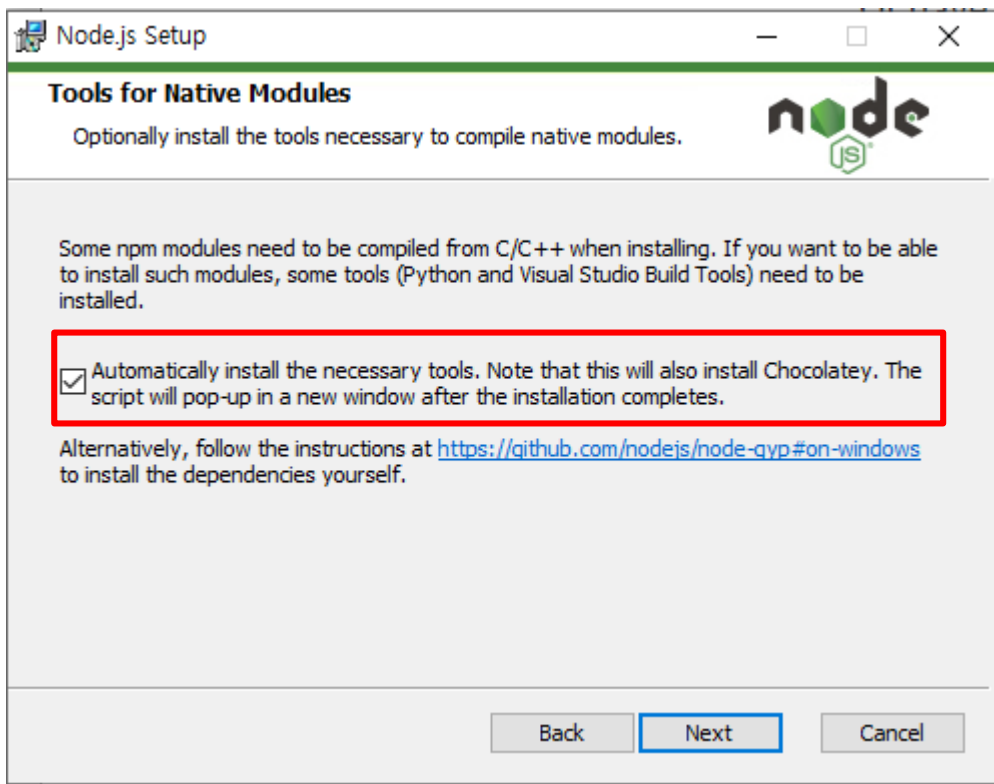 Node.js Setup
Tools for Native Modules
Optionally install the tools necessary to compile native modules.
node
JS
Some npm modules need to be compiled from C/C++ when installing. If you want to be able
to install such modules, some tools (Python and Visual Studio Build Tools) need to be
installed.
Automatically install the necessary tools. Note that this will also install Chocolatey. The
script will pop-up in a new window after the installation completes.
Alternatively, follow the instructions at https://github.com/nodejs/node-gyp#on-windows
to install the dependencies yourself.
Back
Next
Cancel